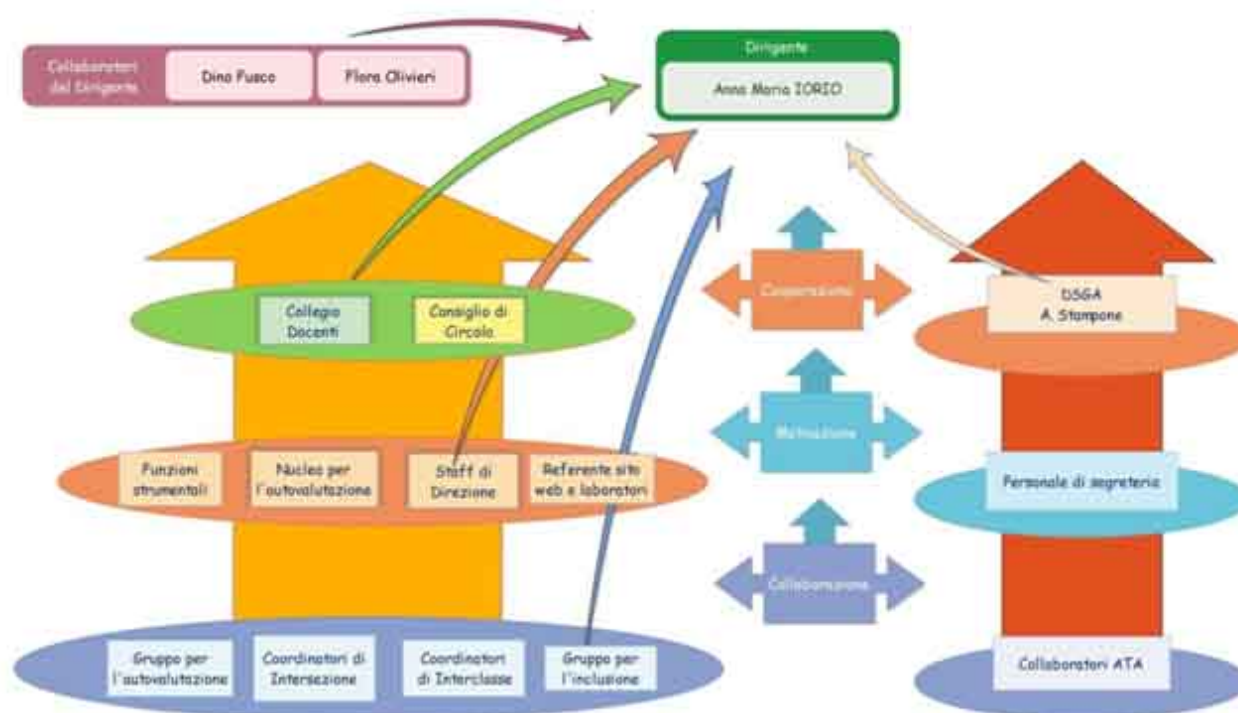 Collaboratori
del Dirigente
Dino Fusco
Flora Olivieri
Dirigente
Anna Maria IORIO
Collegio
Docenti
Consiglio di
Circolo
Cooperazione
DSGA
A. Stampone
Motivazione
Funzioni
strumentali
Nucleo per
l'autovalutazione
Staff di
Direzione
Referente sito
web e laboratori
Personale di segreteria
Collaborazione
Gruppo per
l'autovalutazione
Coordinatori di
Intersezione
Coordinatori
di Interclasse
Gruppo per
l'inclusione
Collaboratori ATA